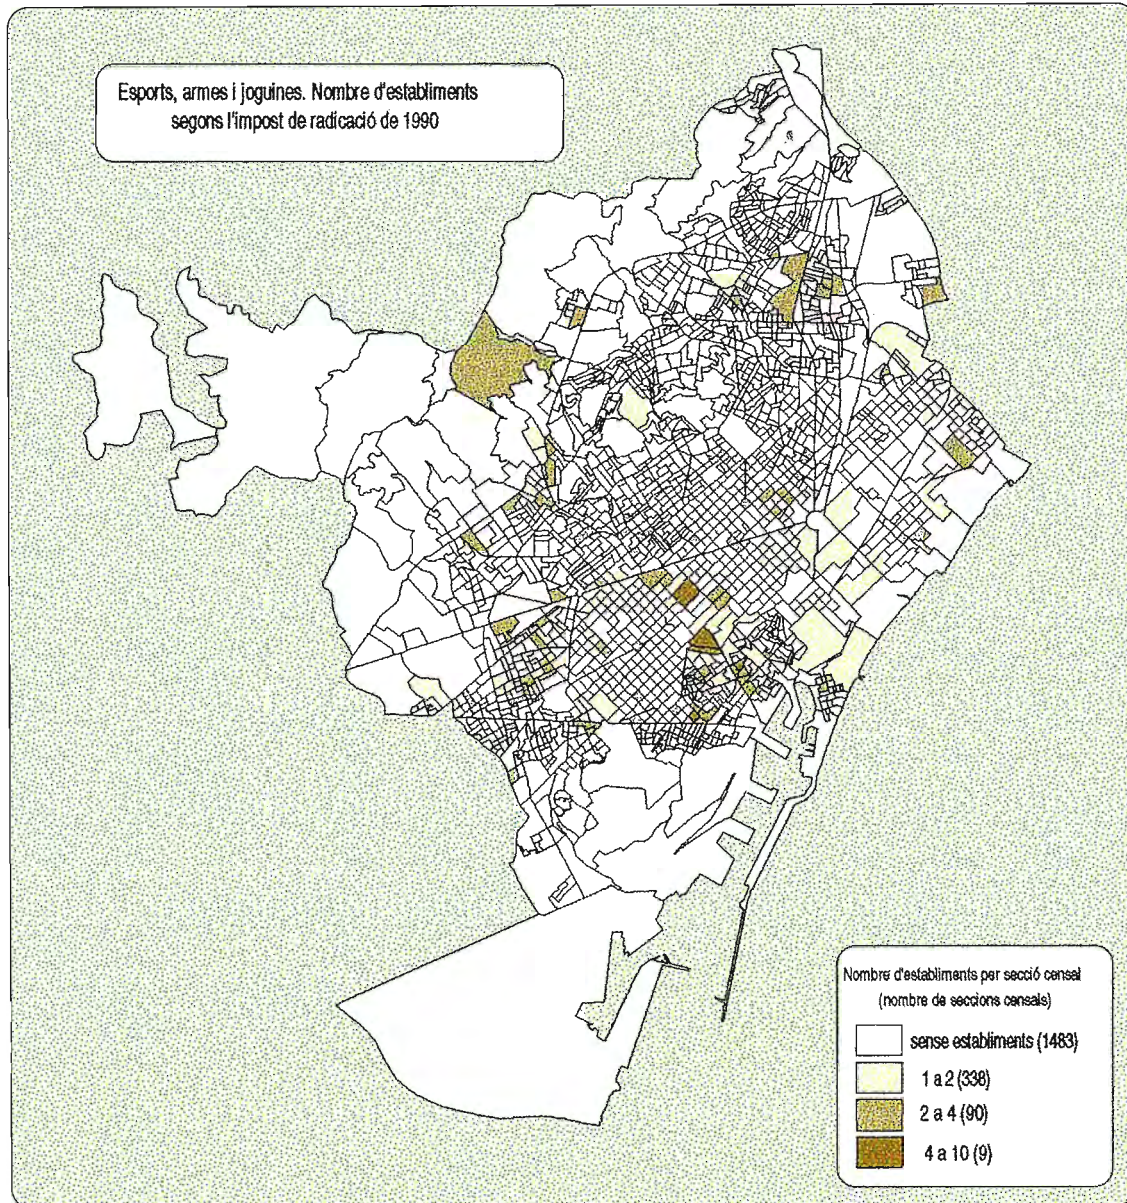 Esports, armes i joguines. Nombre d'establiments
segons l'impost de radicació de 1990
Nombre d'establiments per secció censal
(nombre de seccions censals)
sense establiments (1483)
1 a 2 (338)
2 a 4 (90)
4 a 10 (9)